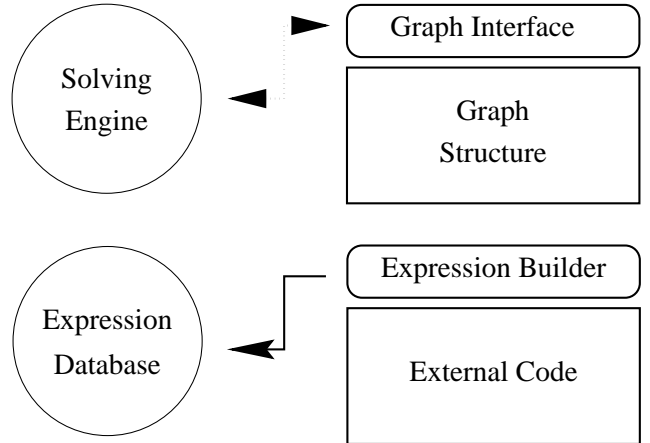 Graph Interface
Solving
Engine
Graph
Structure
Expression Builder
Expression
Database
External Code